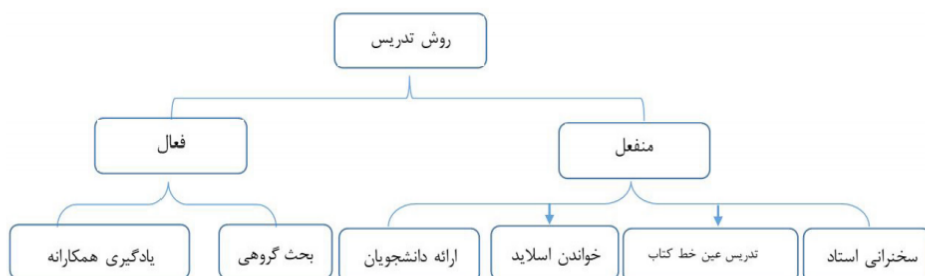 روش تدریس
منفعل
فعال
سخنرانی استاد
تدریس عین خط کتاب
خواندن اسلاید
ارائه دانشجویان
بحث گروهی
یادگیری همکارانه